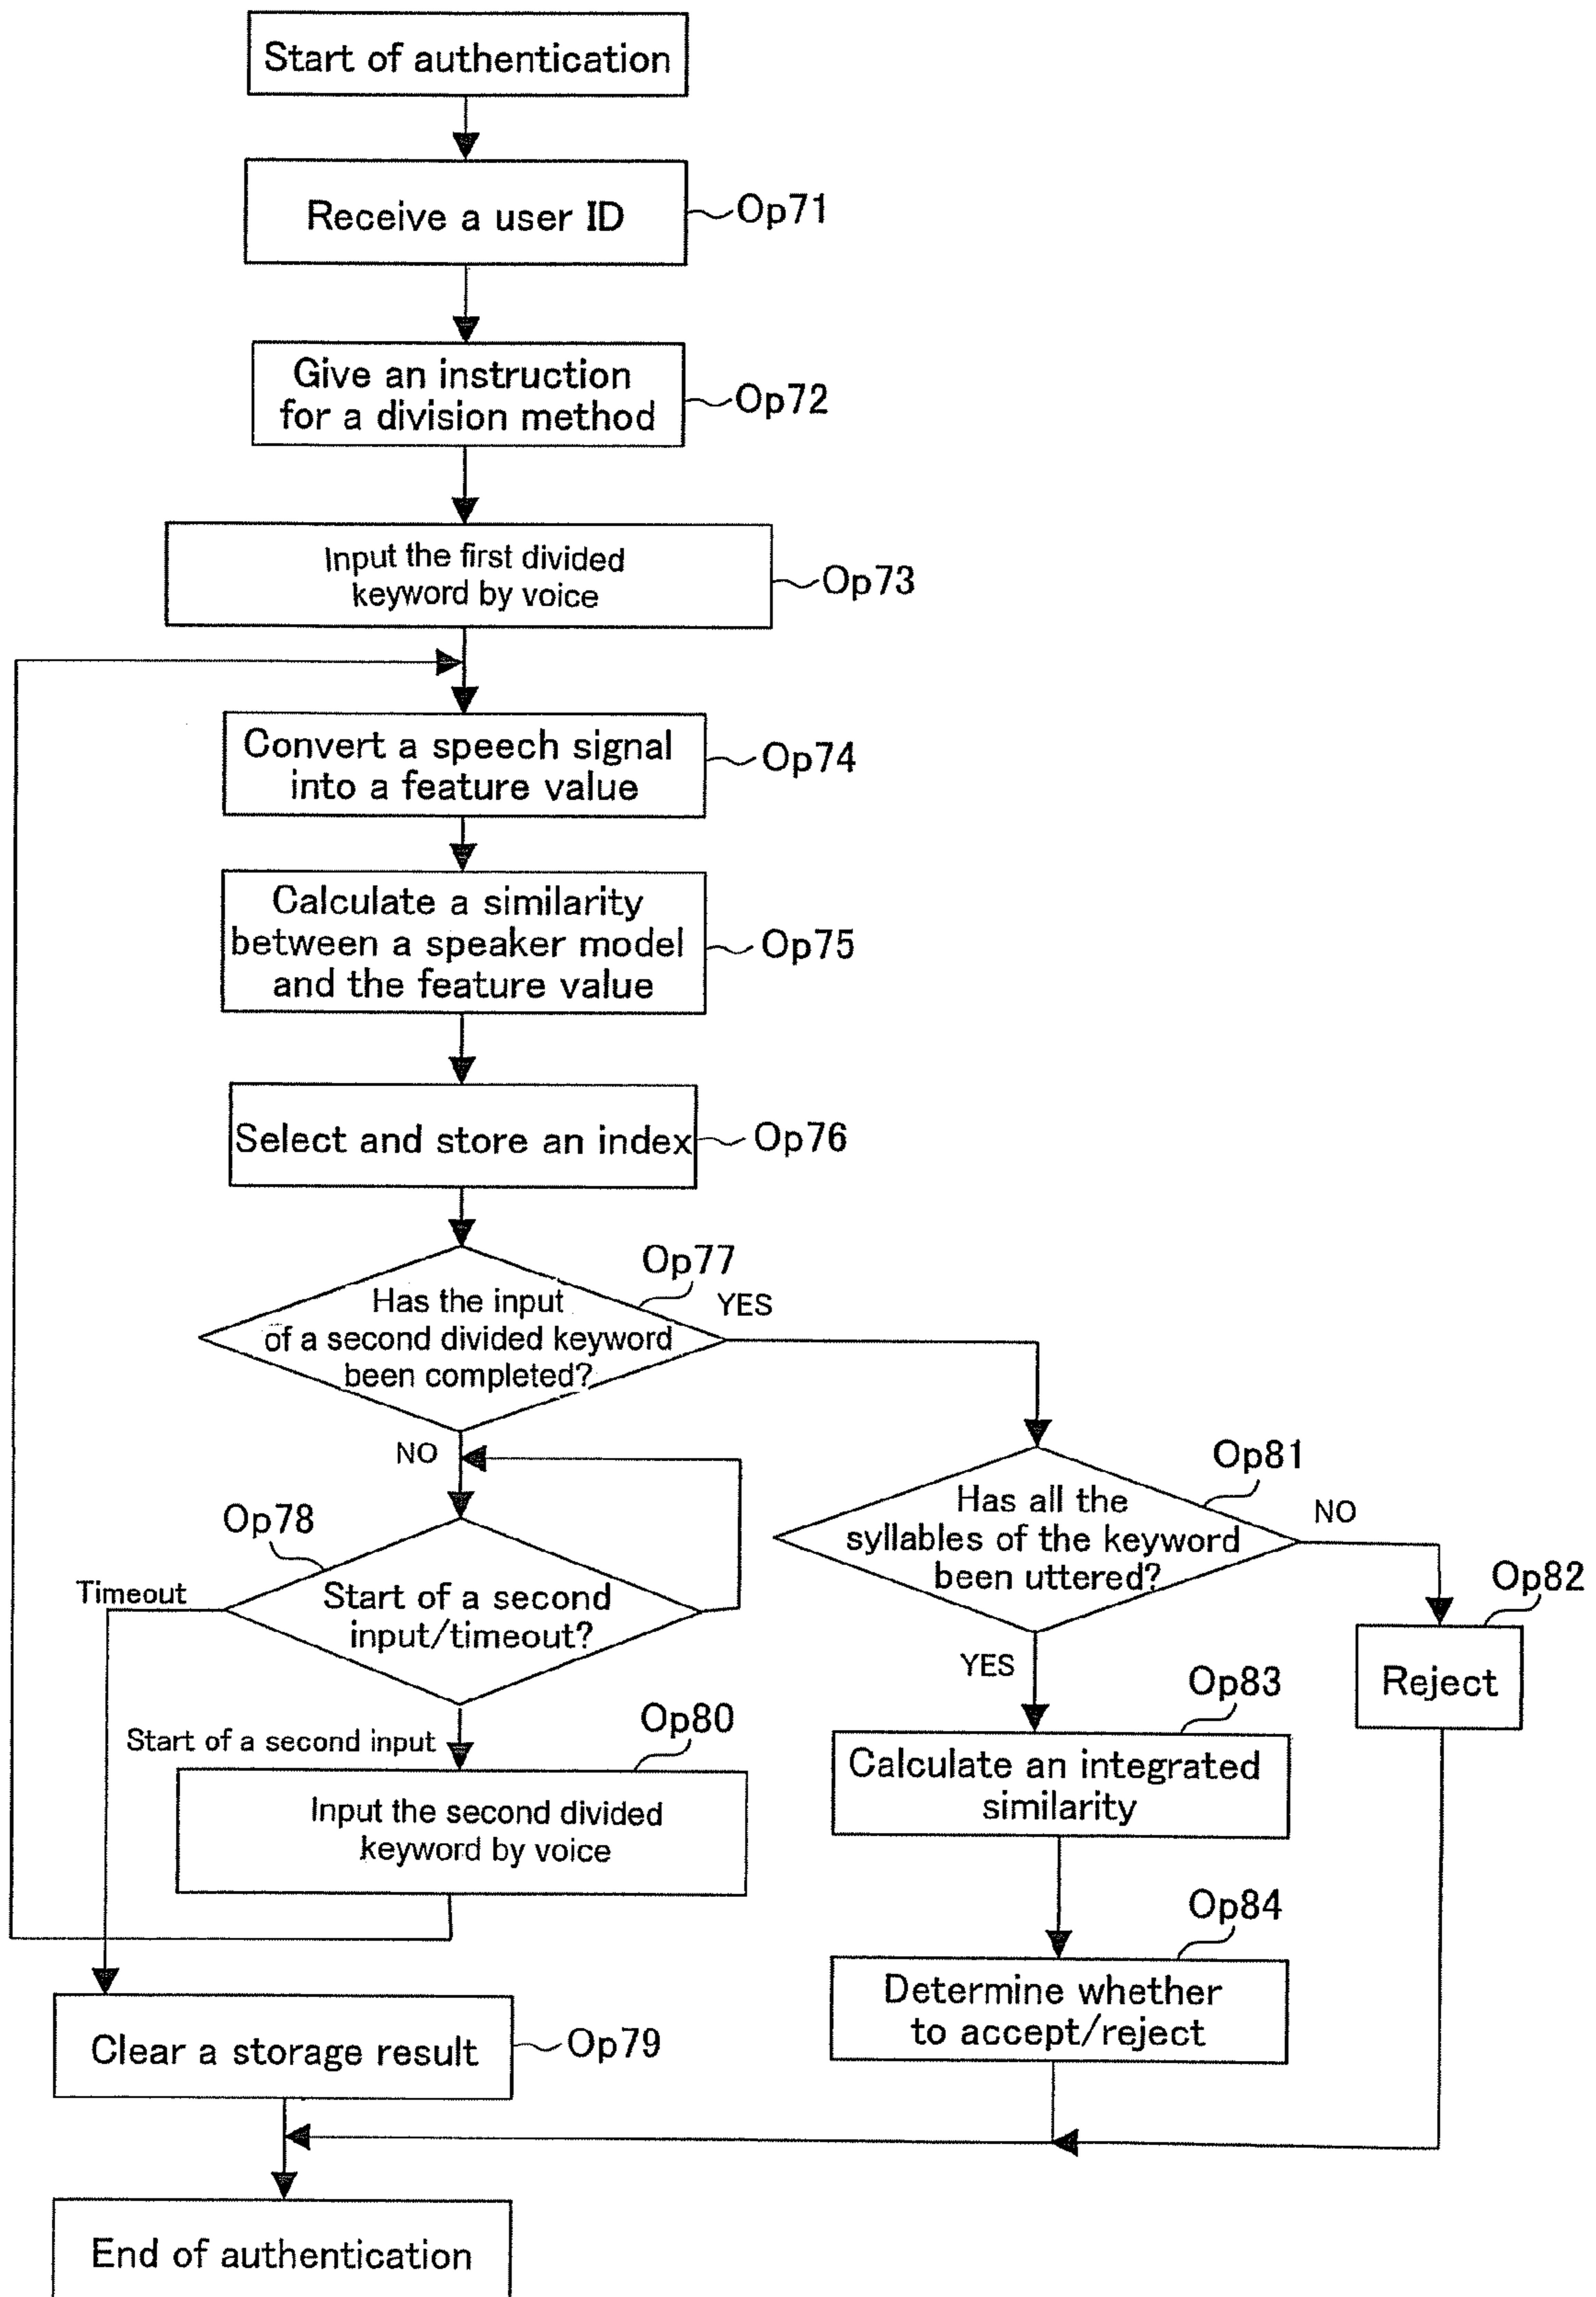 Start of authentication
Receive a user ID
Op71
Give an instruction
for a division method
Op72
Input the first divided
keyword by voice
Op73
Convert a speech signal
into a feature value
Op74
Calculate a similarity
between a speaker model
and the feature value
Op75
Select and store an index
Op76
Op77
Has the input
of a second divided keyword
been completed?
YES
NO
Op78
Timeout
Start of a second
input/timeout?
Start of a second input
Op80
Input the second divided
keyword by voice
Clear a storage result
Op79
Op81
Has all the
syllables of the keyword
been uttered?
NO
Op82
Reject
YES
Op83
Calculate an integrated
similarity
Op84
Determine whether
to accept/reject
End of authentication